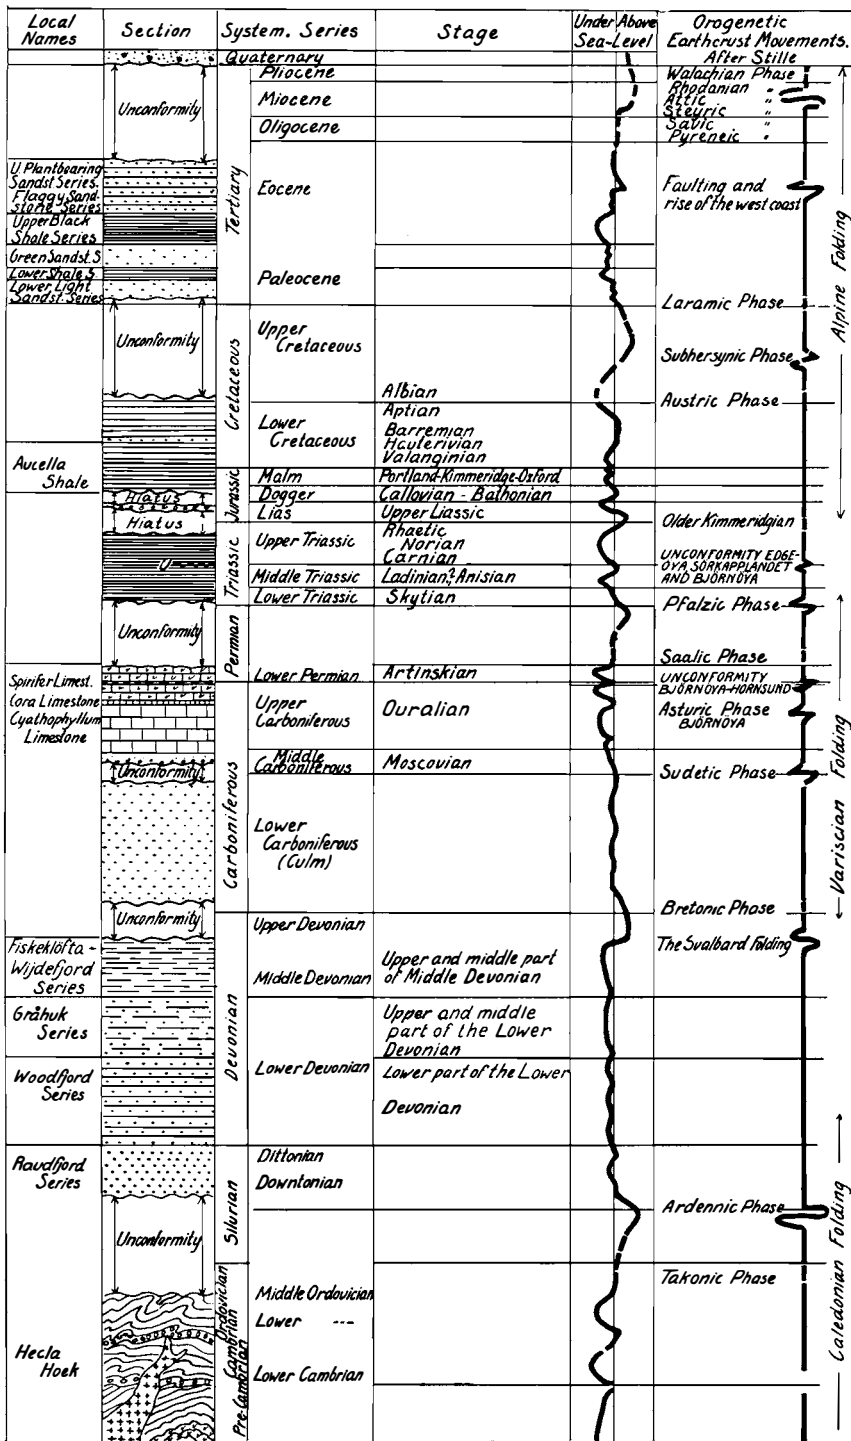 Local
Names
Section
System. Series
Stage
Under Above
Sea-Level
Orogenetic
Earthcrust Movements.
After Stille
Quaternary
Pliocene
Miocene
Oligocene
Eocene
Paleocene
Tertiary
Unconformity
U. Plantbearing
Sandst Series.
Flaggy Sand-
stone Series
Upper Black
Shale Series
Green Sandst. S
Lower Shale S
Lower Light
Sandst. Series
Walachian Phase
Rhodanian "
Attic "
Steyric "
Savic "
Pyreneic "
Faulting and
rise of the west coast
Laramic Phase
Alpine Folding
Unconformity
Cretaceous
Upper
Cretaceous
Lower
Cretaceous
Albian
Aptian
Barremian
Hauterivian
Valanginian
Subhersynic Phase
Austric Phase
Aucella
Shale
Hiatus
Hiatus
Jurassic
Malm
Dogger
Lias
Portland-Kimmeridge-Oxford
Callovian - Bathonian
Upper Liassic
Older Kimmeridgian
U
Triassic
Upper Triassic
Middle Triassic
Lower Triassic
Rhaetic
Norian
Carnian
Ladinian?, Anisian
Skytian
UNCONFORMITY EDGE-
ØYA, SØRKAPPLANDET
AND BJØRNØYA
Pfalzic Phase
Unconformity
Permian
Lower Permian
Artinskian
Saalic Phase
UNCONFORMITY
BJØRNØYA-HORNSUND
Spirifer Limest.
Cora Limestone
Cyathophyllum
Limestone
Carboniferous
Upper
Carboniferous
Ouralian
Asturic Phase
BJØRNØYA
Unconformity
Middle
Carboniferous
Moscovian
Sudetic Phase
Lower
Carboniferous
(Culm)
Variscian Folding
Unconformity
Bretonic Phase
Devonian
Upper Devonian
The Svalbard Folding
Fiskeklöfta -
Wijdefjord
Series
Middle Devonian
Upper and middle part
of Middle Devonian
Gråhuk
Series
Upper and middle
part of the Lower
Devonian
Lower Devonian
Woodfjord
Series
Lower part of the Lower
Devonian
Raudfjord
Series
Silurian
Dittonian
Downtonian
Ardennic Phase
Unconformity
Takonic Phase
Caledonian Folding
Hecla
Hoek
Ordovician
Cambrian
Pre-Cambrian
Middle Ordovician
Lower ---
Lower Cambrian